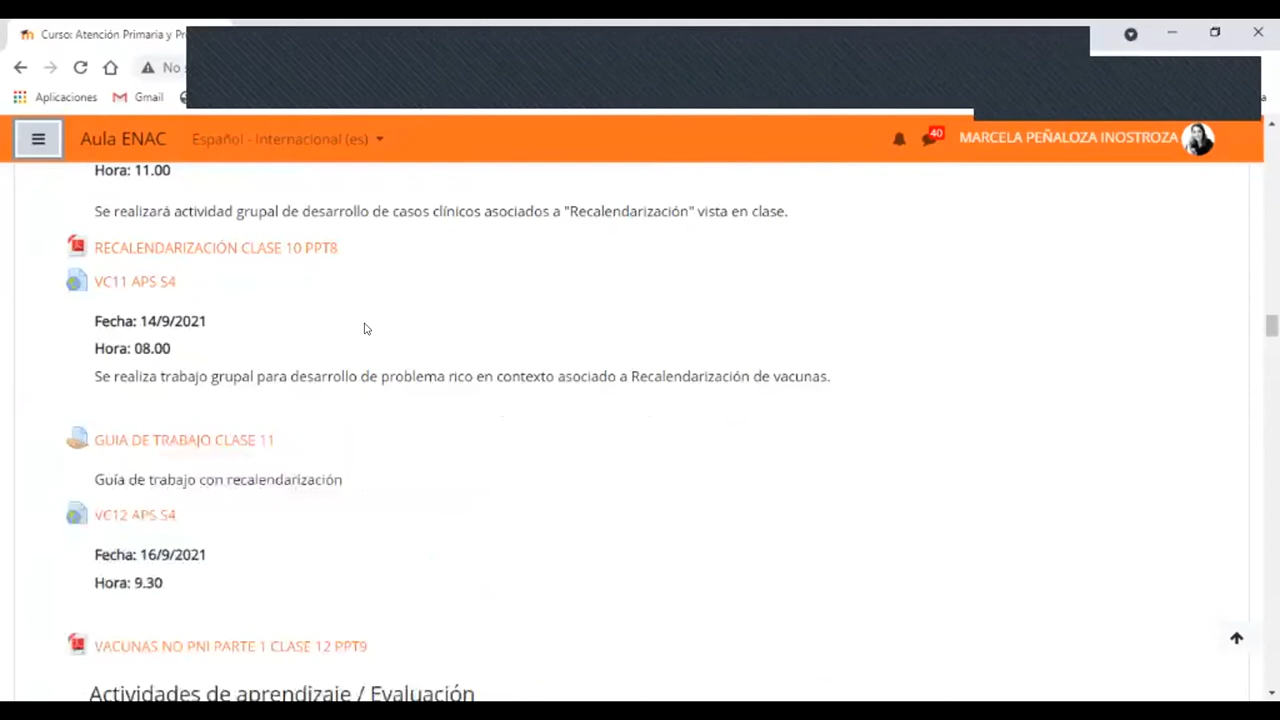 Curso: Atención Primaria y Pr
No s
Aplicaciones Gmail a
Aula ENAC Español - Internacional (es) 40 MARCELA PEÑALOZA INOSTROZA
Hora: 11.00
Se realizará actividad grupal de desarrollo de casos clínicos asociados a "Recalendarización" vista en clase.
RECALENDARIZACIÓN CLASE 10 PPT8
VC11 APS S4
Fecha: 14/9/2021
Hora: 08.00
Se realiza trabajo grupal para desarrollo de problema rico en contexto asociado a Recalendarización de vacunas.
GUIA DE TRABAJO CLASE 11
Guía de trabajo con recalendarización
VC12 APS S4
Fecha: 16/9/2021
Hora: 9.30
VACUNAS NO PNI PARTE 1 CLASE 12 PPT9
Actividades de aprendizaje / Evaluación